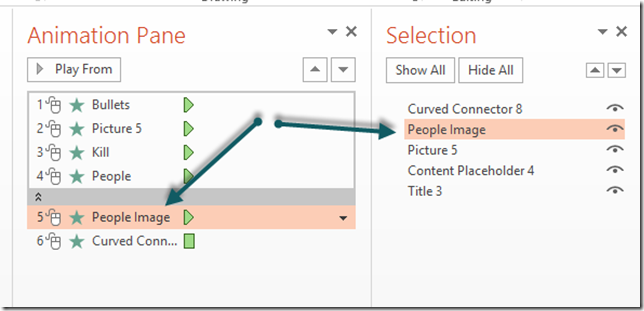 Animation Pane
Play From
1 Bullets
2 Picture 5
3 Kill
4 People
5 People Image
6 Curved Conn...
Selection
Show All Hide All
Curved Connector 8
People Image
Picture 5
Content Placeholder 4
Title 3